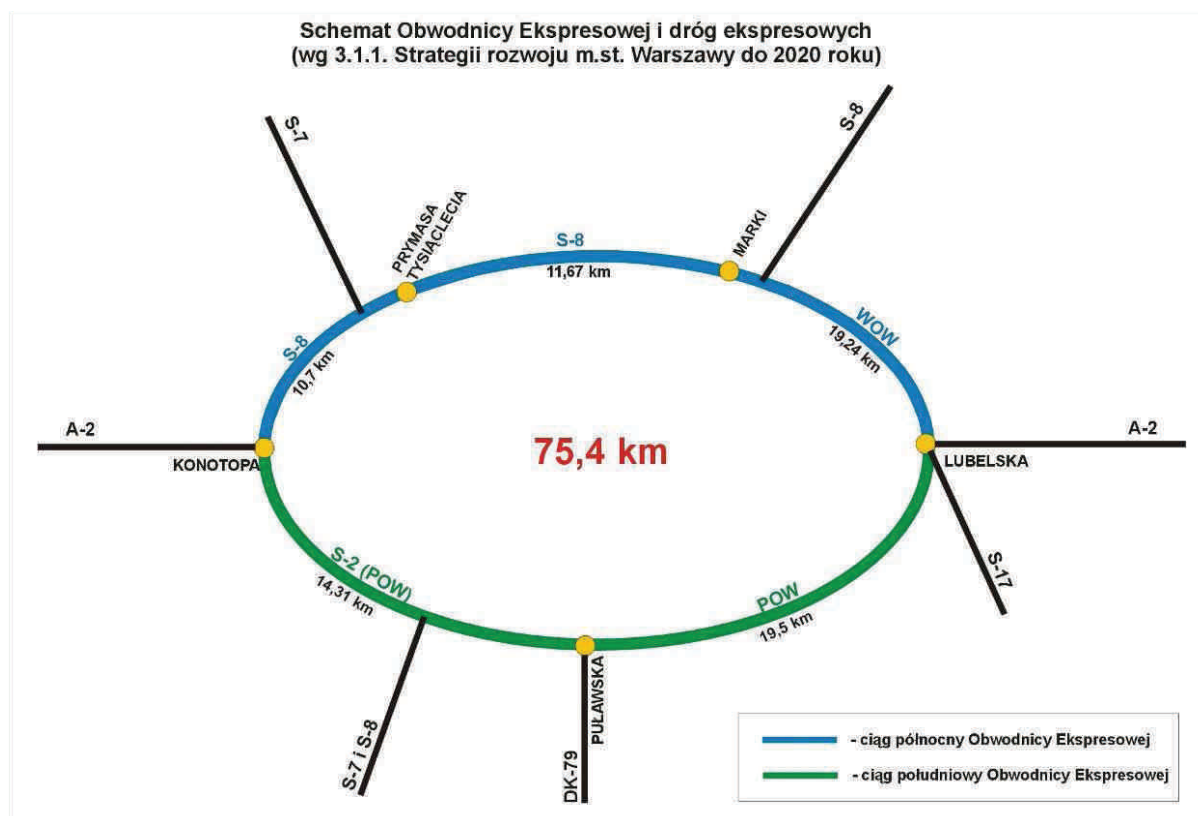 Schemat Obwodnicy Ekspresowej i dróg ekspresowych
(wg 3.1.1. Strategii rozwoju m.st. Warszawy do 2020 roku)
S-7
S-8
PRYMASA
TYSIĄCLECIA
S-8
11,67 km
MARKI
S-8
10,7 km
WOW
19,24 km
A-2
KONOTOPA
75,4 km
A-2
LUBELSKA
S-2 (POW)
14,31 km
POW
19,5 km
S-17
S-7 i S-8
DK-79
PUŁAWSKA
- ciąg północny Obwodnicy Ekspresowej
- ciąg południowy Obwodnicy Ekspresowej